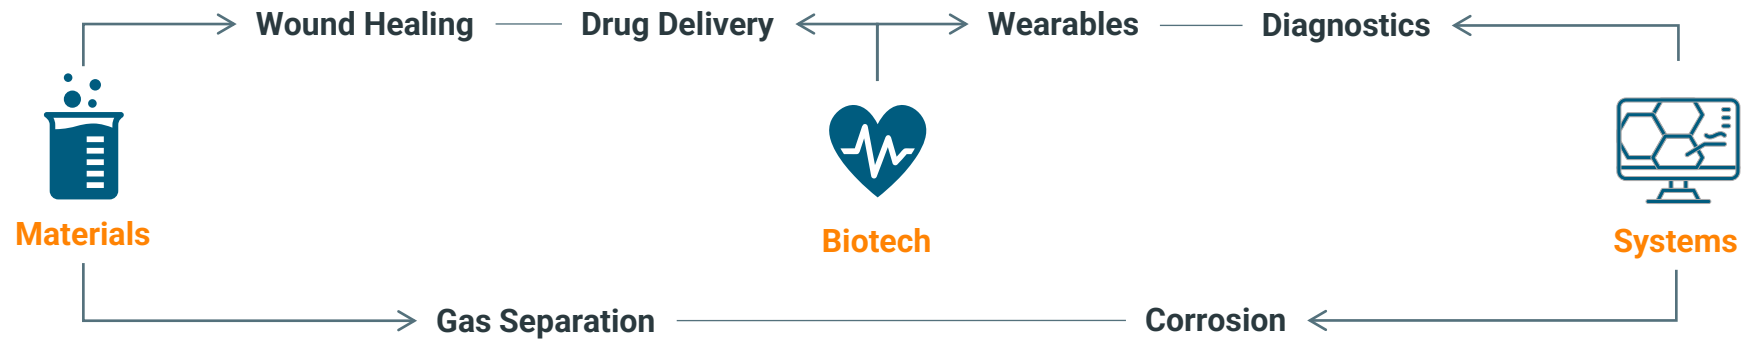 Wound Healing
Drug Delivery
Wearables
Diagnostics
Materials
Biotech
Systems
Gas Separation
Corrosion